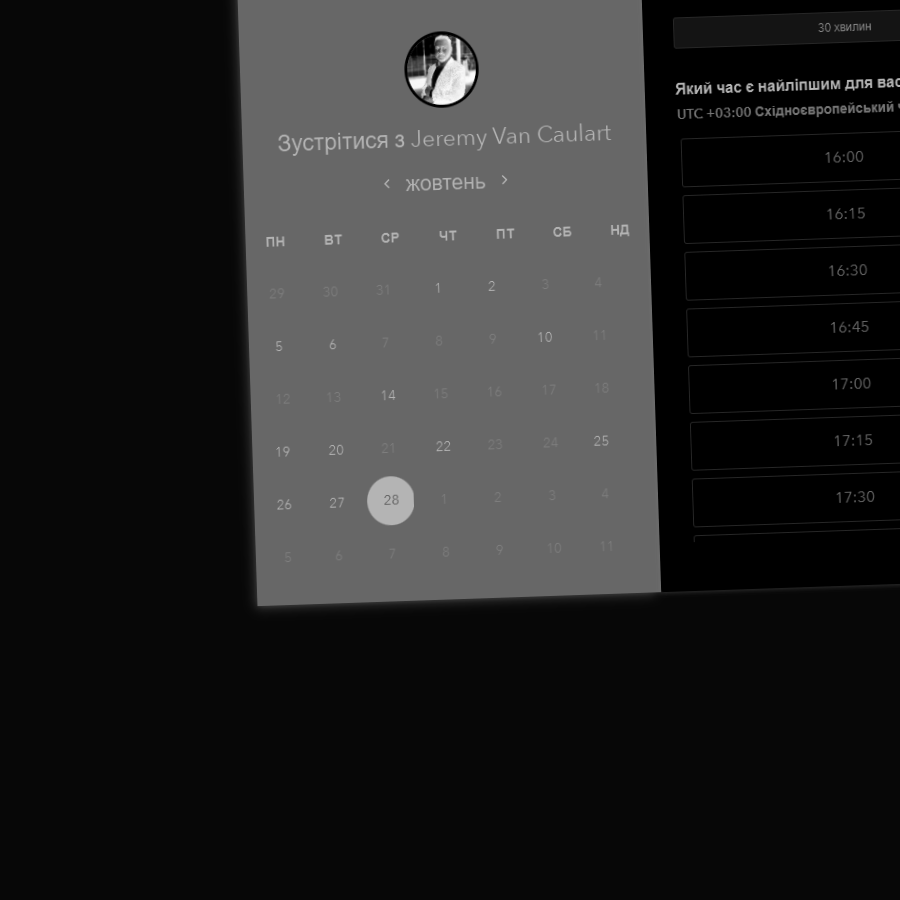 Зустрітися з Jeremy Van Caulart
‹ жовтень ›
ПН ВТ СР ЧТ ПТ СБ НД
29 30 31 1 2 3 4
5 6 7 8 9 10 11
12 13 14 15 16 17 18
19 20 21 22 23 24 25
26 27 28 1 2 3 4
5 6 7 8 9 10 11
30 хвилин
Який час є найліпшим для вас
UTC +03:00 Східноєвропейський
16:00
16:15
16:30
16:45
17:00
17:15
17:30